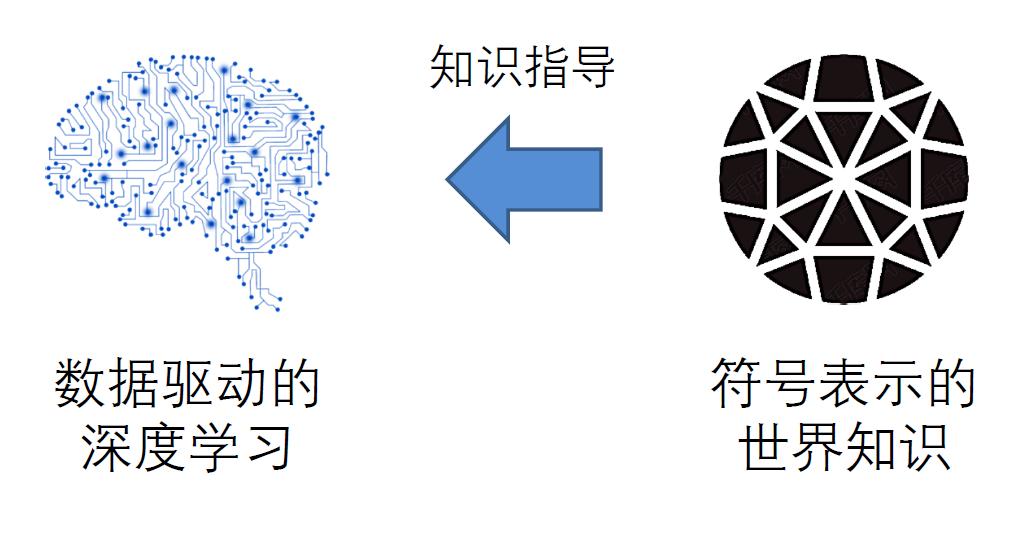 知识指导
数据驱动的
深度学习
符号表示的
世界知识